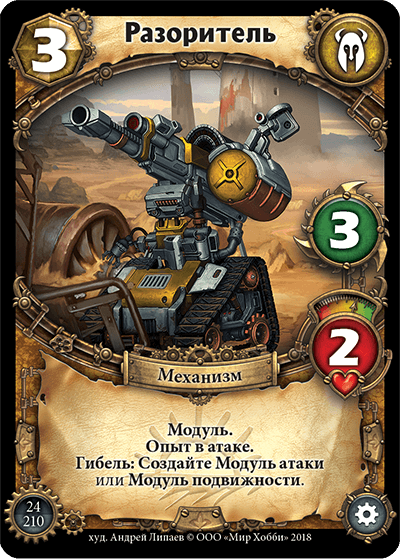 3
Разоритель
3
2
Механизм
Модуль.
Опыт в атаке.
Гибель: Создайте Модуль атаки
или Модуль подвижности.
24
210
худ. Андрей Липаев © ООО «Мир Хобби» 2018